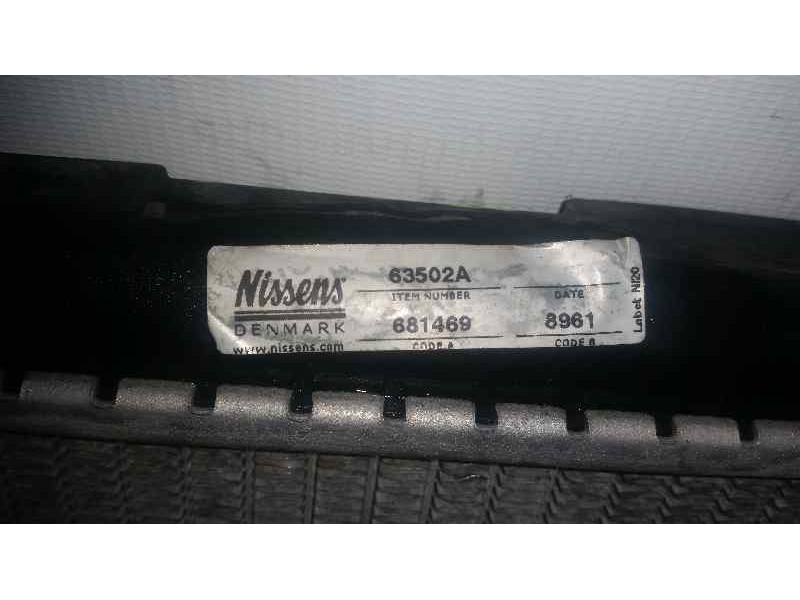 Nissens
DENMARK
www.nissens.com
63502A
ITEM NUMBER
DATE
681469
8961
CODE A
CODE B
Label NI20